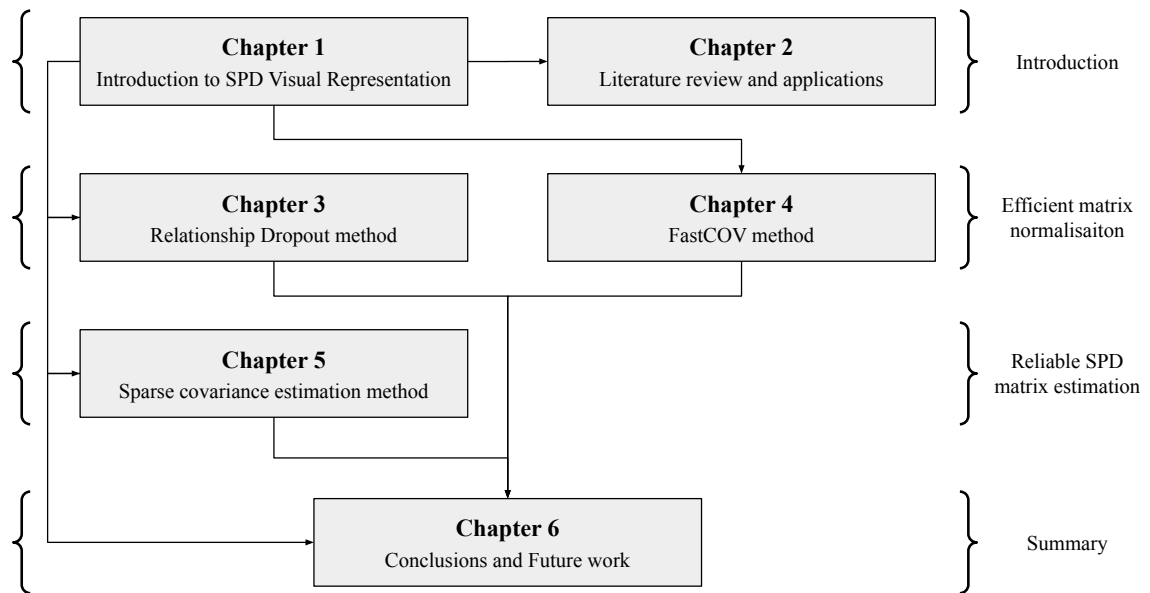 Chapter 1
Introduction to SPD Visual Representation
Chapter 2
Literature review and applications
Introduction
Chapter 3
Relationship Dropout method
Chapter 4
FastCOV method
Efficient matrix
normalisaiton
Chapter 5
Sparse covariance estimation method
Reliable SPD
matrix estimation
Chapter 6
Conclusions and Future work
Summary